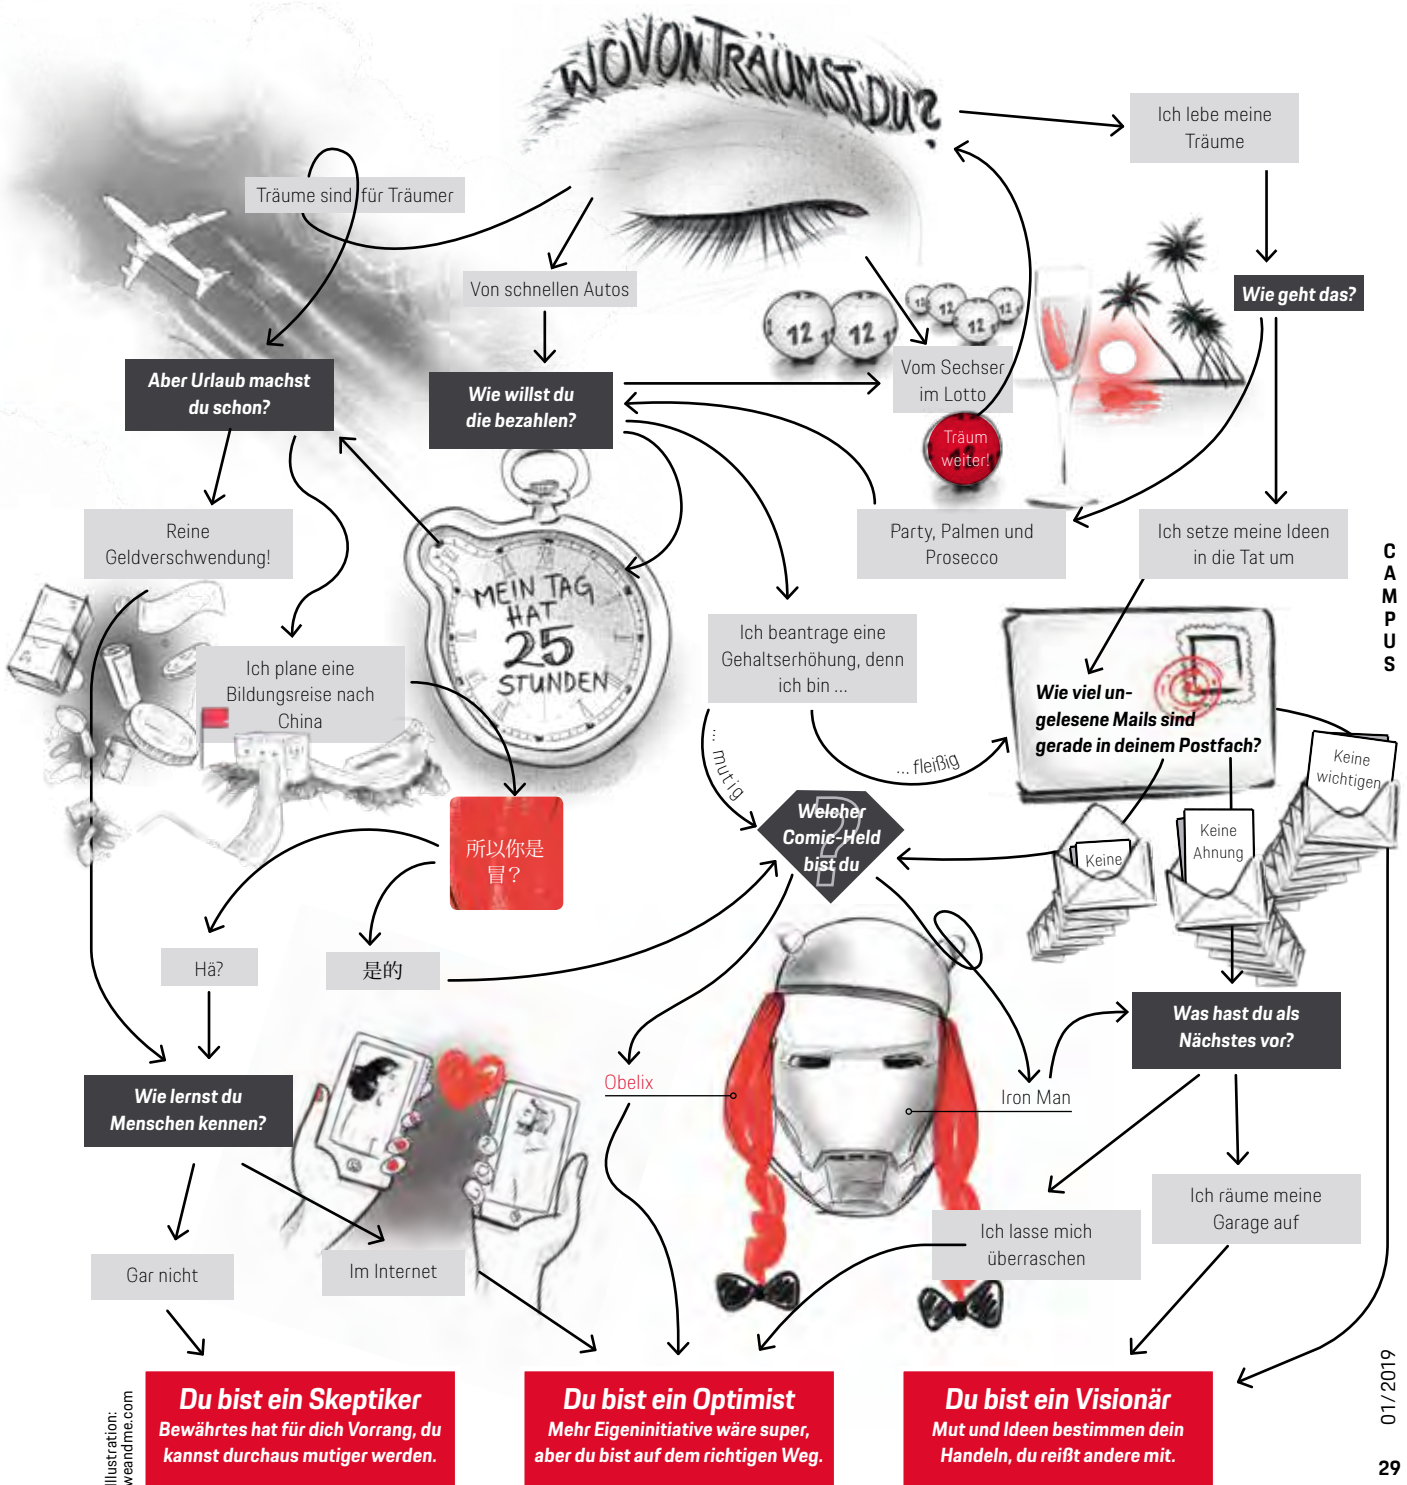 WOVON TRÄUMST DU?
Ich lebe meine
Träume
Träume sind für Träumer
Von schnellen Autos
Wie geht das?
12
12
12
12
12
12
Vom Sechser
im Lotto
Träum
weiter!
12
Aber Urlaub machst
du schon?
Wie willst du
die bezahlen?
Reine
Geldverschwendung!
Party, Palmen und
Prosecco
Ich setze meine Ideen
in die Tat um
CAMPUS
MEIN TAG
HAT
25
STUNDEN
Ich beantrage eine
Gehaltserhöhung, denn
ich bin ...
Ich plane eine
Bildungsreise nach
China
Wie viel un-
gelesene Mails sind
gerade in deinem Postfach?
... mutig
... fleißig
Keine
wichtigen
Keine
Ahnung
Keine
Welcher
Comic-Held
bist du
?
所以你是
冒?
Hä?
是的
Was hast du als
Nächstes vor?
Wie lernst du
Menschen kennen?
Obelix
Iron Man
Ich räume meine
Garage auf
Ich lasse mich
überraschen
Gar nicht
Im Internet
Du bist ein Skeptiker
Bewährtes hat für dich Vorrang, du
kannst durchaus mutiger werden.
Du bist ein Optimist
Mehr Eigeninitiative wäre super,
aber du bist auf dem richtigen Weg.
Du bist ein Visionär
Mut und Ideen bestimmen dein
Handeln, du reißt andere mit.
Illustration:
weandme.com
01/2019
29